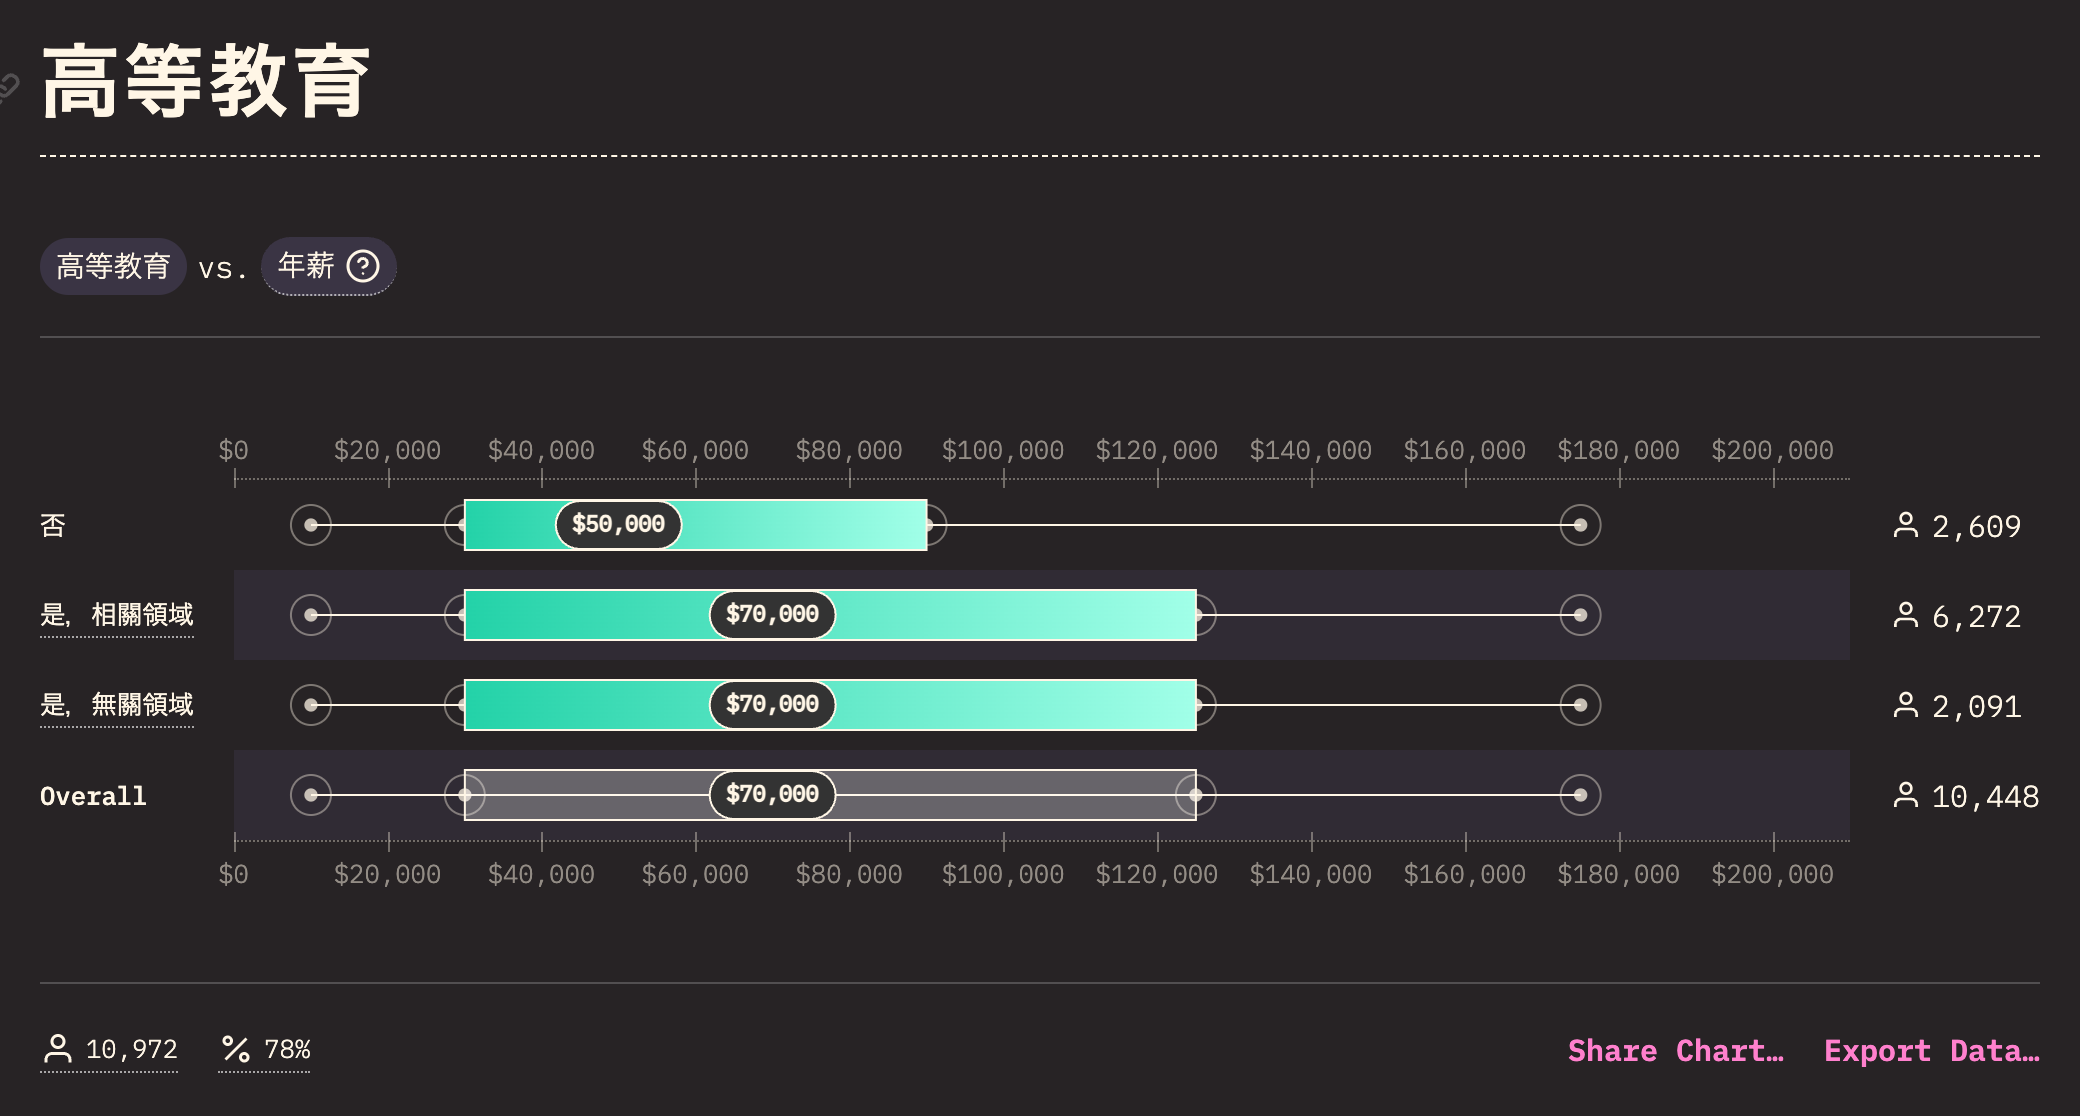 高等教育
高等教育 vs. 年薪 ?
$0 $20,000 $40,000 $60,000 $80,000 $100,000 $120,000 $140,000 $160,000 $180,000 $200,000
否 $50,000 2,609
是，相關領域 $70,000 6,272
是，無關領域 $70,000 2,091
Overall $70,000 10,448
$0 $20,000 $40,000 $60,000 $80,000 $100,000 $120,000 $140,000 $160,000 $180,000 $200,000
10,972 % 78% Share Chart… Export Data…